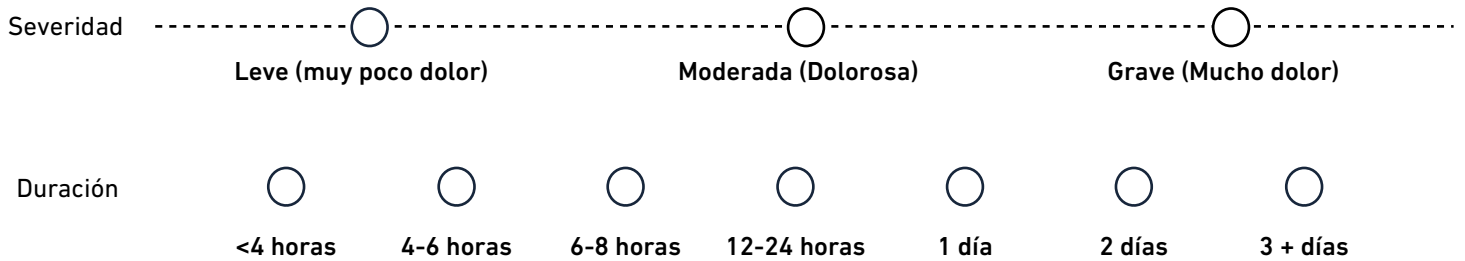 Severidad
Leve (muy poco dolor) Moderada (Dolorosa) Grave (Mucho dolor)
Duración
<4 horas 4-6 horas 6-8 horas 12-24 horas 1 día 2 días 3 + días